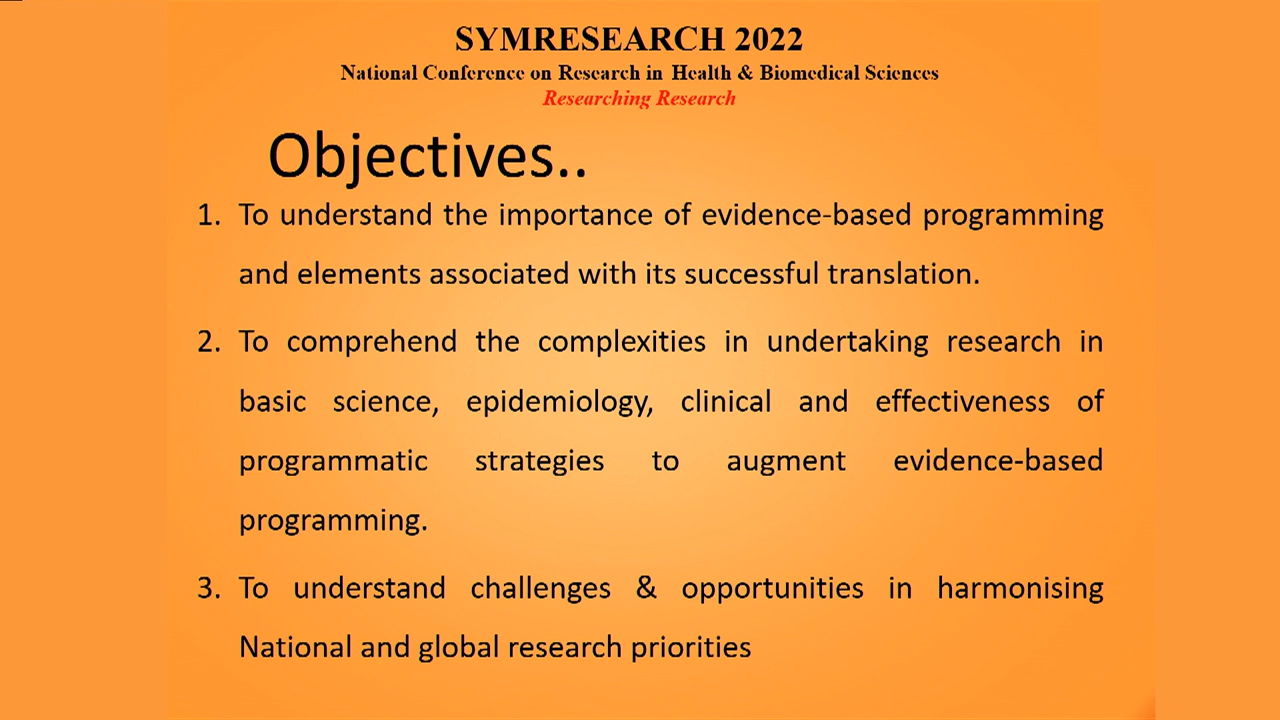 SYMRESEARCH 2022
National Conference on Research in Health & Biomedical Sciences
Researching Research
Objectives..
1. To understand the importance of evidence-based programming
and elements associated with its successful translation.
2. To comprehend the complexities in undertaking research in
basic science, epidemiology, clinical and effectiveness of
programmatic strategies to augment evidence-based
programming.
3. To understand challenges & opportunities in harmonising
National and global research priorities